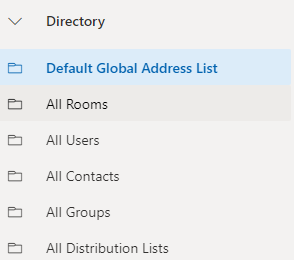 Directory
Default Global Address List
All Rooms
All Users
All Contacts
All Groups
All Distribution Lists